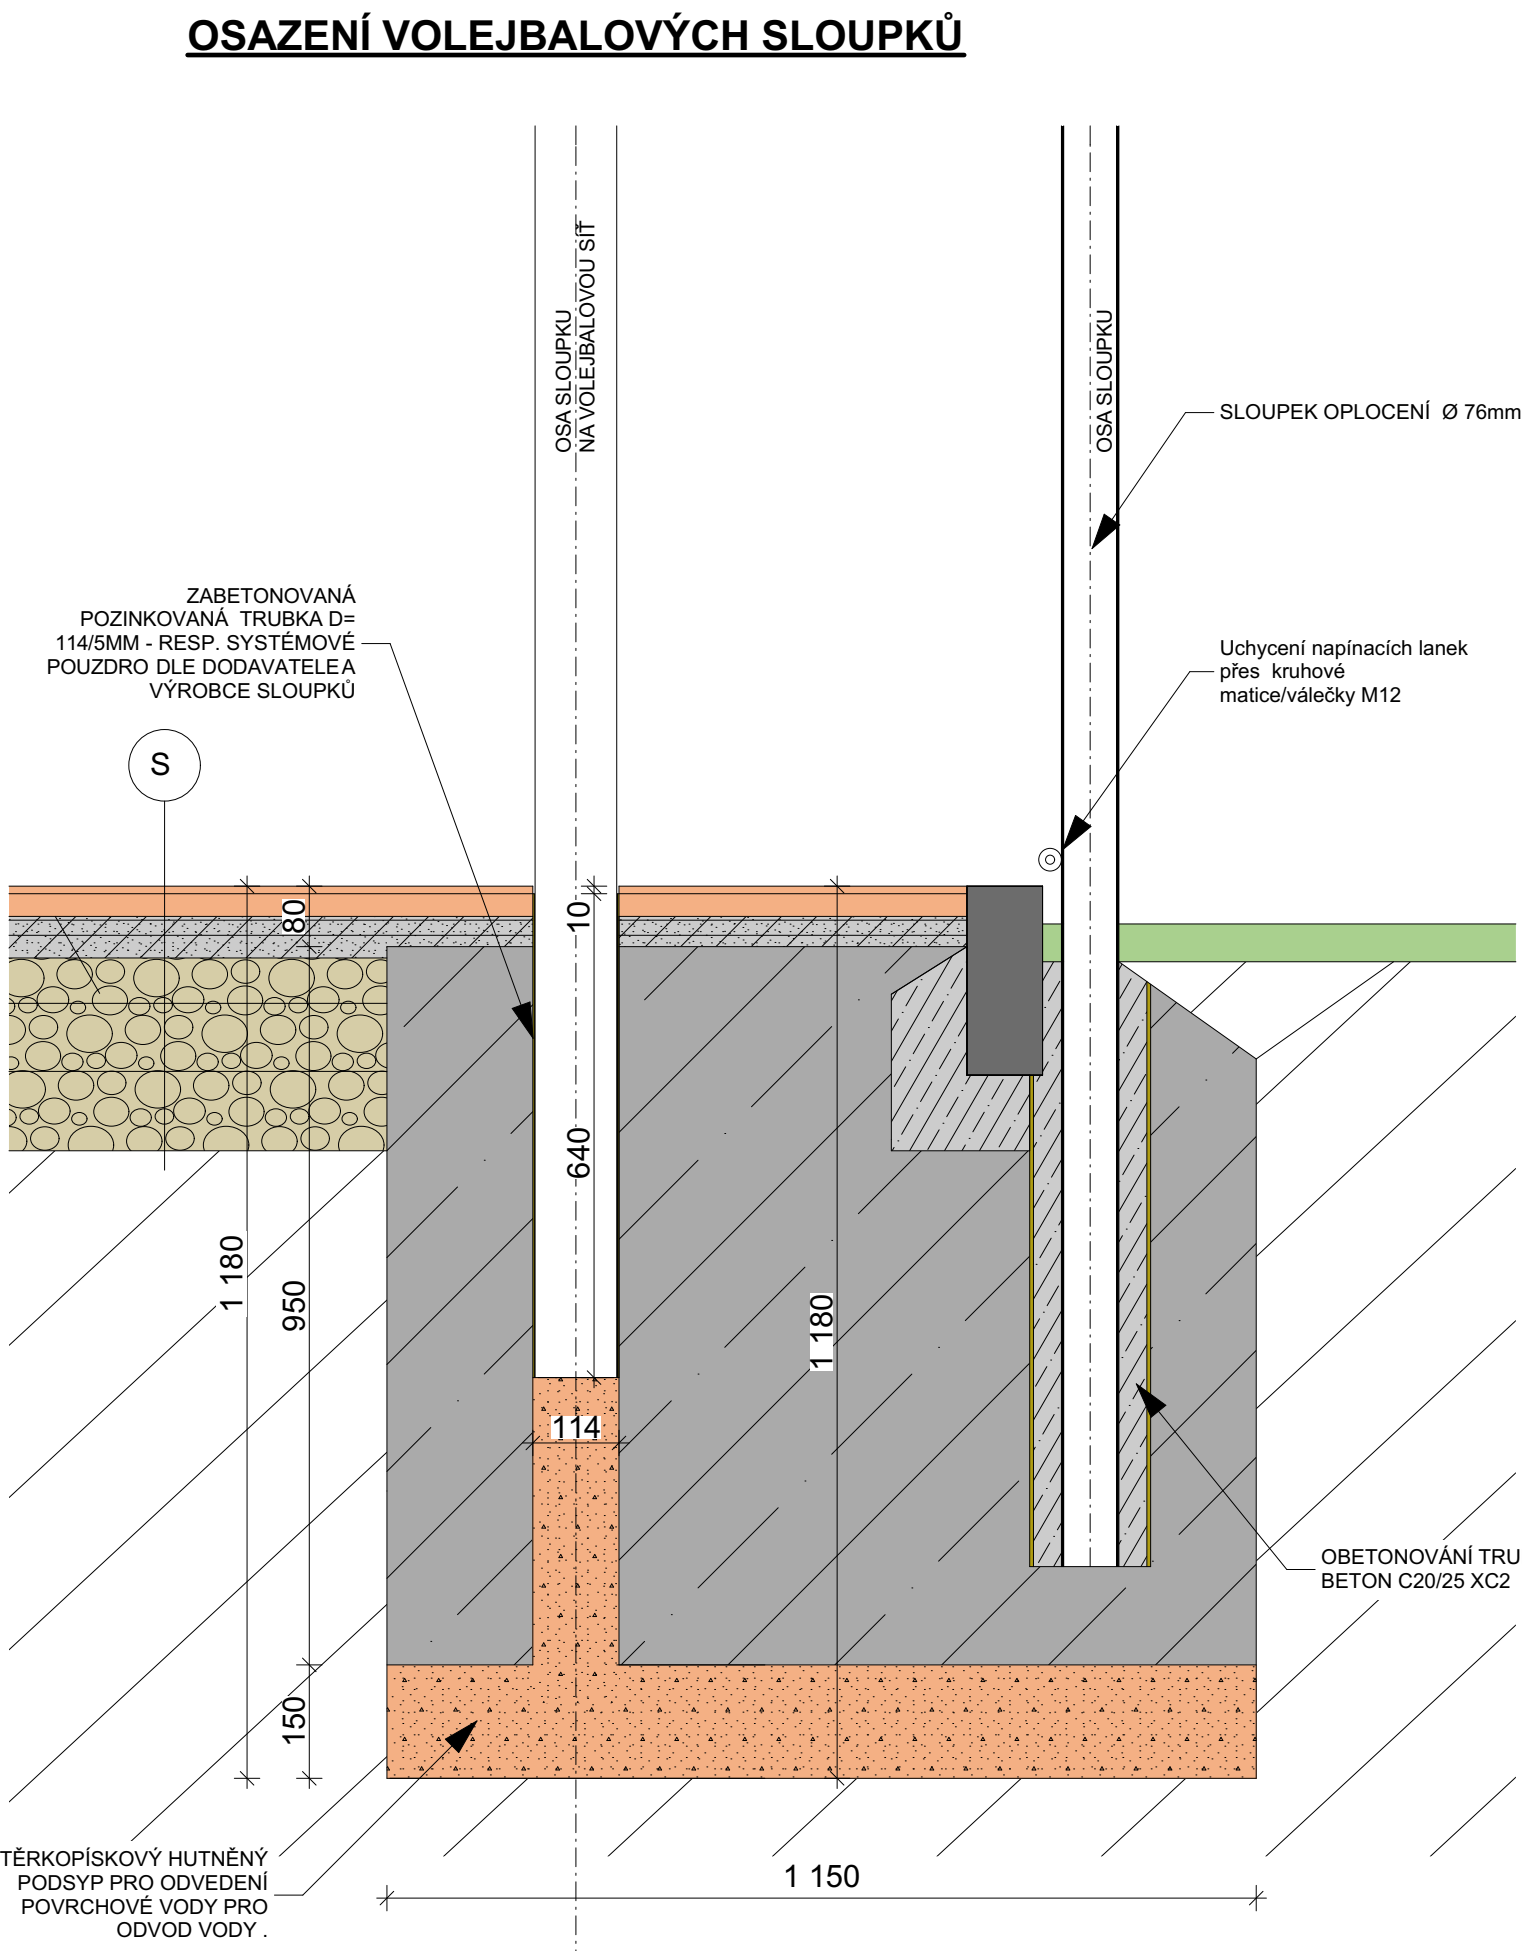 OSAZENÍ VOLEJBALOVÝCH SLOUPKŮ
OSA SLOUPKU
NA VOLEJBALOVOU SÍŤ
OSA SLOUPKU
SLOUPEK OPLOCENÍ Ø 76mm
ZABETONOVANÁ
POZINKOVANÁ TRUBKA D=
114/5MM - RESP. SYSTÉMOVÉ
POUZDRO DLE DODAVATELE A
VÝROBCE SLOUPKŮ
Uchycení napínacích lanek
přes kruhové
matice/válečky M12
S
80
10
640
1 180
950
1 180
114
OBETONOVÁNÍ TRU
BETON C20/25 XC2
150
TĚRKOPÍSKOVÝ HUTNĚNÝ
PODSYP PRO ODVEDENÍ
POVRCHOVÉ VODY PRO
ODVOD VODY .
1 150